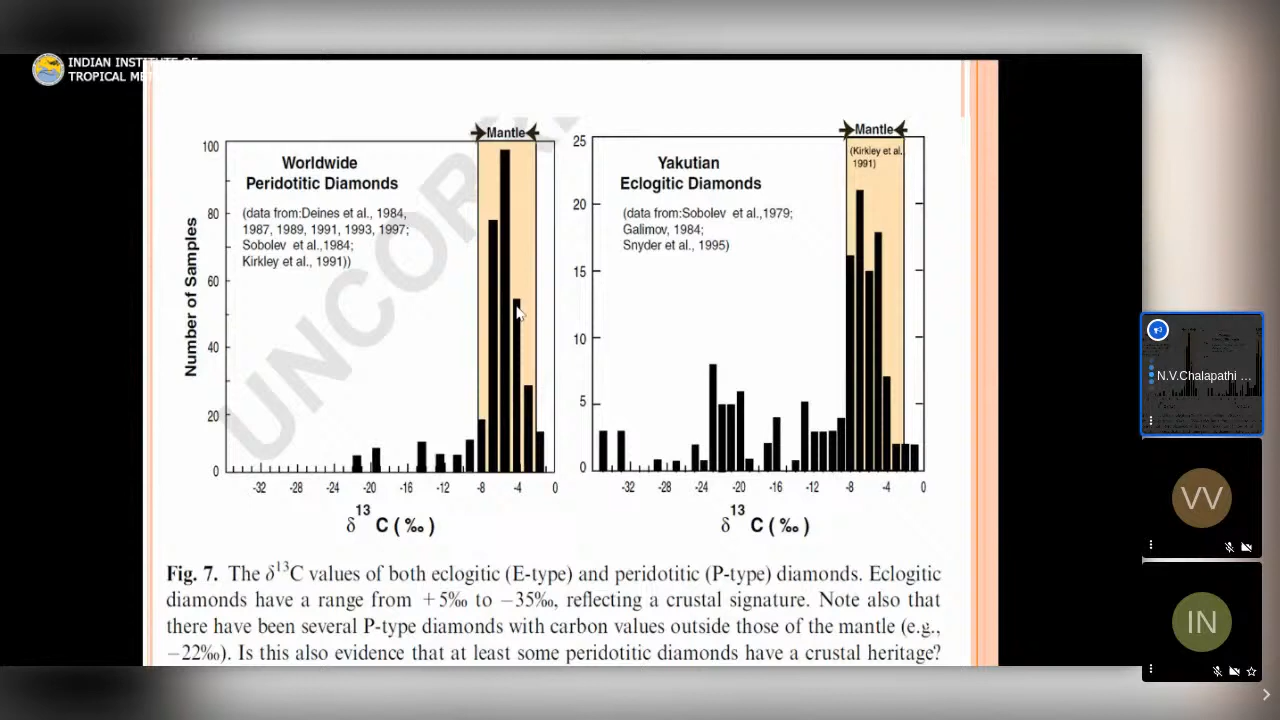 INDIAN INSTITUTE OF
TROPICAL ME
Mantle
Worldwide
Peridotitic Diamonds
(data from:Deines et al., 1984,
1987, 1989, 1991, 1993, 1997;
Sobolev et al.,1984;
Kirkley et al., 1991))
Number of Samples
100
80
60
40
20
0
-32 -28 -24 -20 -16 -12 -8 -4 0
δ13 C ( ‰ )
UNCOR
Mantle
(Kirkley et al.
1991)
Yakutian
Eclogitic Diamonds
(data from:Sobolev et al.,1979;
Galimov, 1984;
Snyder et al., 1995)
25
20
15
10
5
0
-32 -28 -24 -20 -16 -12 -8 -4 0
δ13 C ( ‰ )
Fig. 7. The δ13C values of both eclogitic (E-type) and peridotitic (P-type) diamonds. Eclogitic
diamonds have a range from +5‰ to −35‰, reflecting a crustal signature. Note also that
there have been several P-type diamonds with carbon values outside those of the mantle (e.g.,
−22‰). Is this also evidence that at least some peridotitic diamonds have a crustal heritage?
N.V.Chalapathi ...
VV
IN